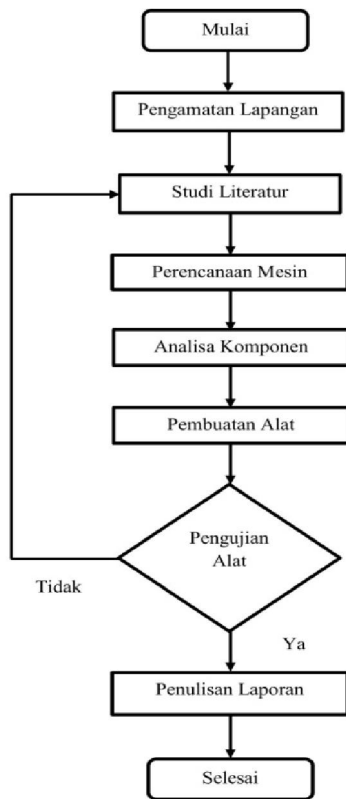 Mulai
Pengamatan Lapangan
Studi Literatur
Perencanaan Mesin
Analisa Komponen
Pembuatan Alat
Pengujian
Alat
Tidak
Ya
Penulisan Laporan
Selesai